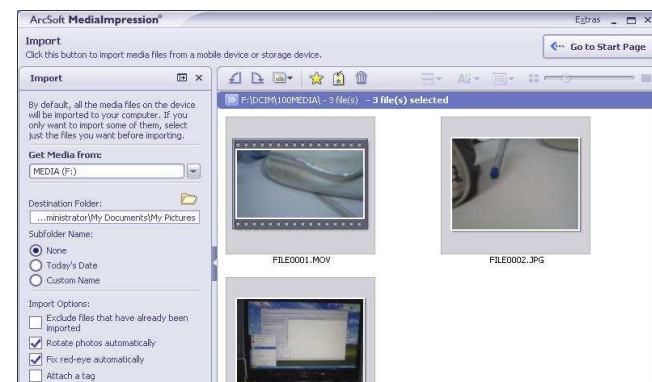 ArcSoft MediaImpression®
Extras
Import
Click this button to import media files from a mobile device or storage device.
Go to Start Page
Import
By default, all the media files on the device
will be imported to your computer. If you
only want to import some of them, select
just the files you want before importing.
Get Media from:
MEDIA (F:)
Destination Folder:
...ministrator\My Documents\My Pictures
Subfolder Name:
None
Today's Date
Custom Name
Import Options:
Exclude files that have already been
imported
Rotate photos automatically
Fix red-eye automatically
Attach a tag
F:\DCIM\100MEDIA\ - 3 file(s) - 3 file(s) selected
FILE0001.MOV
FILE0002.JPG